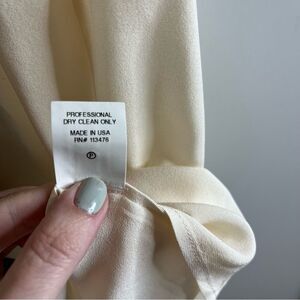 PROFESSIONAL
DRY CLEAN ONLY
MADE IN USA
RN# 113476
P